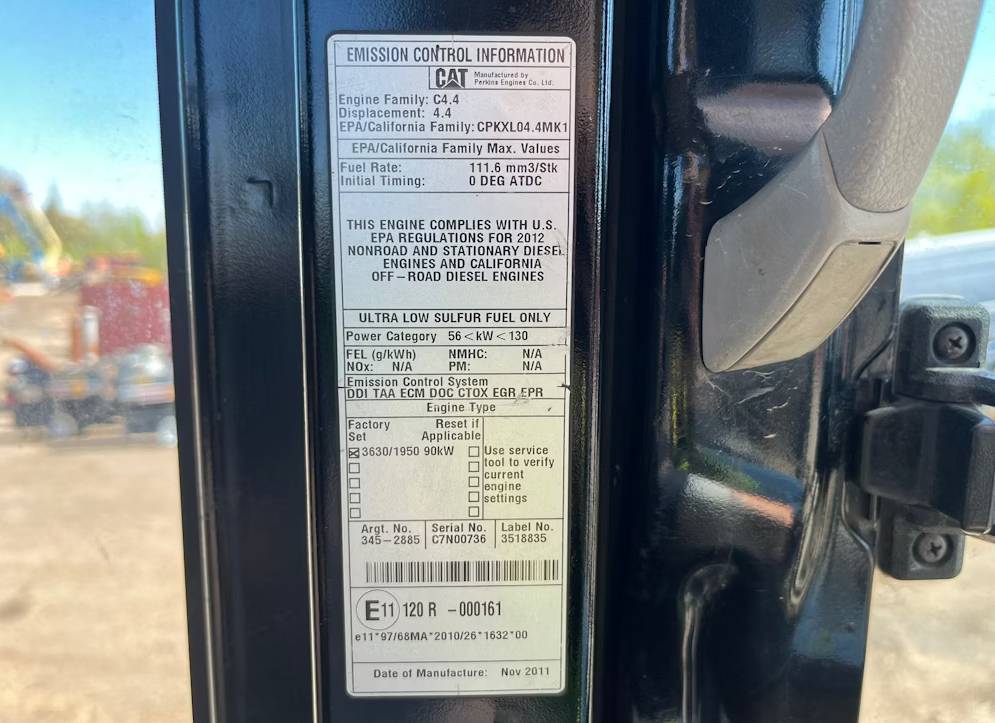 EMISSION CONTROL INFORMATION
CAT Manufactured by
Perkins Engines Co. Ltd.
Engine Family: C4.4
Displacement: 4.4
EPA/California Family: CPKXL04.4MK1
EPA/California Family Max. Values
Fuel Rate: 111.6 mm3/Stk
Initial Timing: 0 DEG ATDC
THIS ENGINE COMPLIES WITH U.S.
EPA REGULATIONS FOR 2012
NONROAD AND STATIONARY DIESEL
ENGINES AND CALIFORNIA
OFF-ROAD DIESEL ENGINES
ULTRA LOW SULFUR FUEL ONLY
Power Category 56<kW<130
FEL (g/kWh) NMHC: N/A
NOx: N/A PM: N/A
Emission Control System
DDI TAA ECM DOC CTOX EGR EPR
Engine Type
Factory Reset if
Set Applicable
3630/1950 90kW Use service
tool to verify
current
engine
settings
Argt. No. Serial No. Label No.
345-2885 C7N00736 3518835
E11 120 R -000161
e11*97/68MA*2010/26*1632*00
Date of Manufacture: Nov 2011